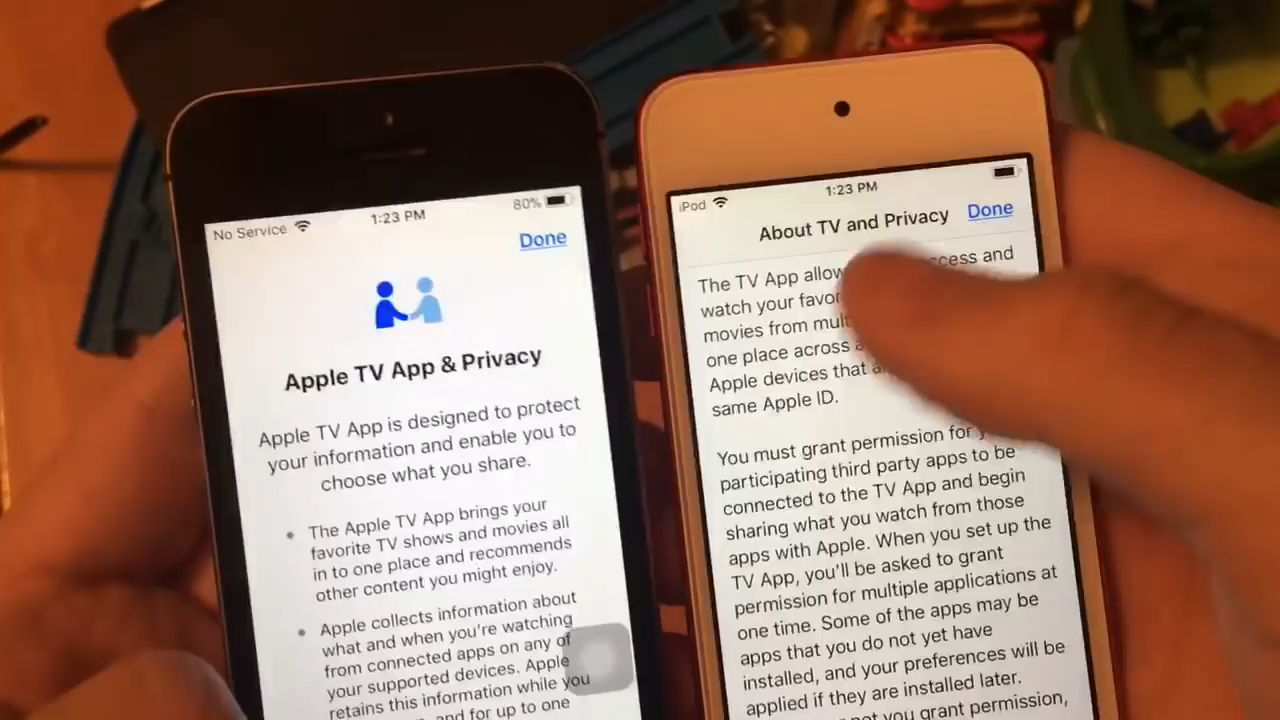 No Service
1:23 PM
80%
Done
Apple TV App & Privacy
Apple TV App is designed to protect
your information and enable you to
choose what you share.
• The Apple TV App brings your
favorite TV shows and movies all
in to one place and recommends
other content you might enjoy.
• Apple collects information about
what and when you're watching
from connected apps on any of
your supported devices. Apple
retains this information while you
and for up to one
iPod
1:23 PM
About TV and Privacy
Done
The TV App and
watch your
movies from
one place across
Apple devices that
same Apple ID.
You must grant permission for
participating third party apps to be
connected to the TV App and begin
sharing what you watch from those
apps with Apple. When you set up the
TV App, you'll be asked to grant
permission for multiple applications at
one time. Some of the apps may be
apps that you do not yet have
installed, and your preferences will be
applied if they are installed later.
you grant permission,